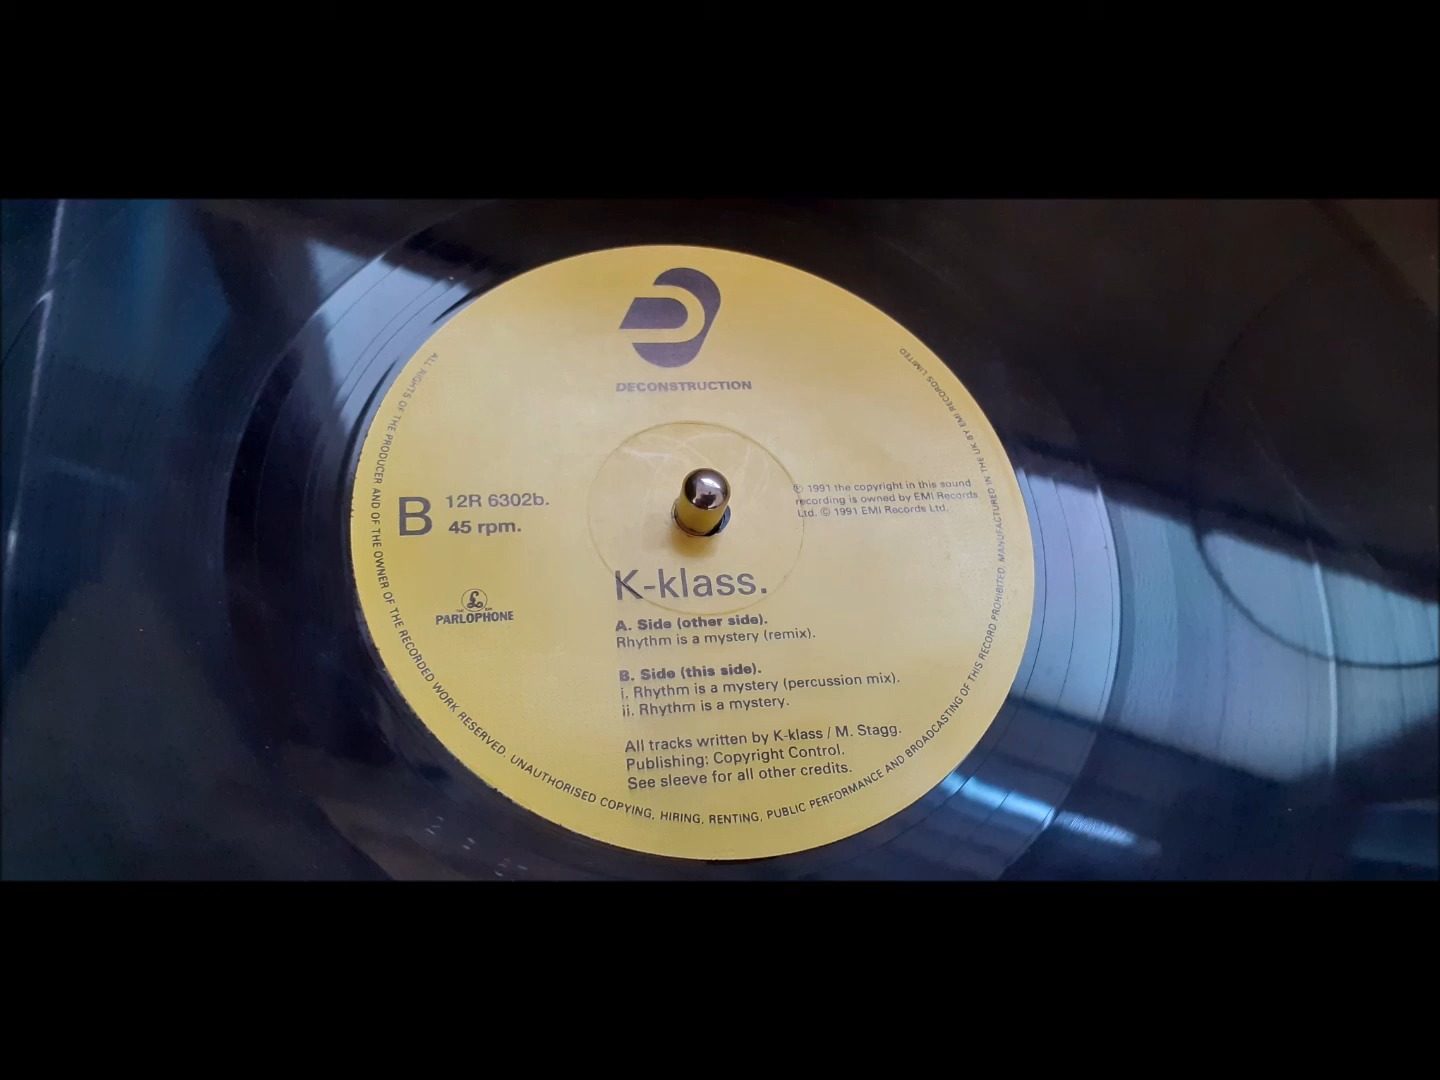 DECONSTRUCTION
B
12R 6302b.
45 rpm.
℗ 1991 the copyright in this sound
recording is owned by EMI Records
Ltd. © 1991 EMI Records Ltd.
£
PARLOPHONE
K-klass.
A. Side (other side).
Rhythm is a mystery (remix).
B. Side (this side).
i. Rhythm is a mystery (percussion mix).
ii. Rhythm is a mystery.
All tracks written by K-klass / M. Stagg.
Publishing: Copyright Control.
See sleeve for all other credits.
ALL RIGHTS OF THE PRODUCER AND OF THE OWNER OF THE RECORDED WORK RESERVED. UNAUTHORISED COPYING, HIRING, RENTING, PUBLIC PERFORMANCE AND BROADCASTING OF THIS RECORD PROHIBITED. MANUFACTURED IN THE UK BY EMI RECORDS LIMITED